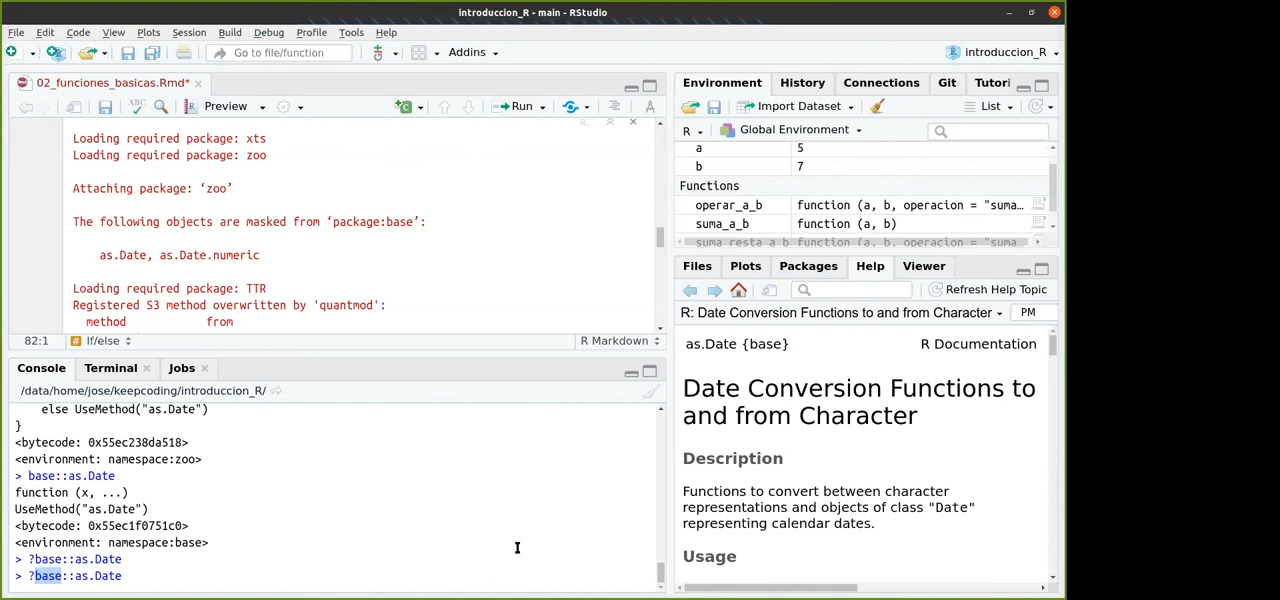 introduccion_R - main - RStudio
File Edit Code View Plots Session Build Debug Profile Tools Help
Go to file/function
Addins
introduccion_R
02_funciones_basicas.Rmd*
ABC
Preview
Run
Loading required package: xts
Loading required package: zoo
Attaching package: ‘zoo’
The following objects are masked from ‘package:base’:
as.Date, as.Date.numeric
Loading required package: TTR
Registered S3 method overwritten by 'quantmod':
method from
82:1
If/else
R Markdown
Console Terminal Jobs
/data/home/jose/keepcoding/introduccion_R/
else UseMethod("as.Date")
}
<bytecode: 0x55ec238da518>
<environment: namespace:zoo>
> base::as.Date
function (x, ...)
UseMethod("as.Date")
<bytecode: 0x55ec1f0751c0>
<environment: namespace:base>
> ?base::as.Date
> ?base::as.Date
Environment History Connections Git Tutori
Import Dataset
List
R
Global Environment
a 5
b 7
Functions
operar_a_b function (a, b, operacion = "suma…
suma_a_b function (a, b)
suma_resta_a_b function (a, b, operacion = "suma…
Files Plots Packages Help Viewer
Refresh Help Topic
R: Date Conversion Functions to and from Character
PM
as.Date {base} R Documentation
Date Conversion Functions to
and from Character
Description
Functions to convert between character
representations and objects of class "Date"
representing calendar dates.
Usage